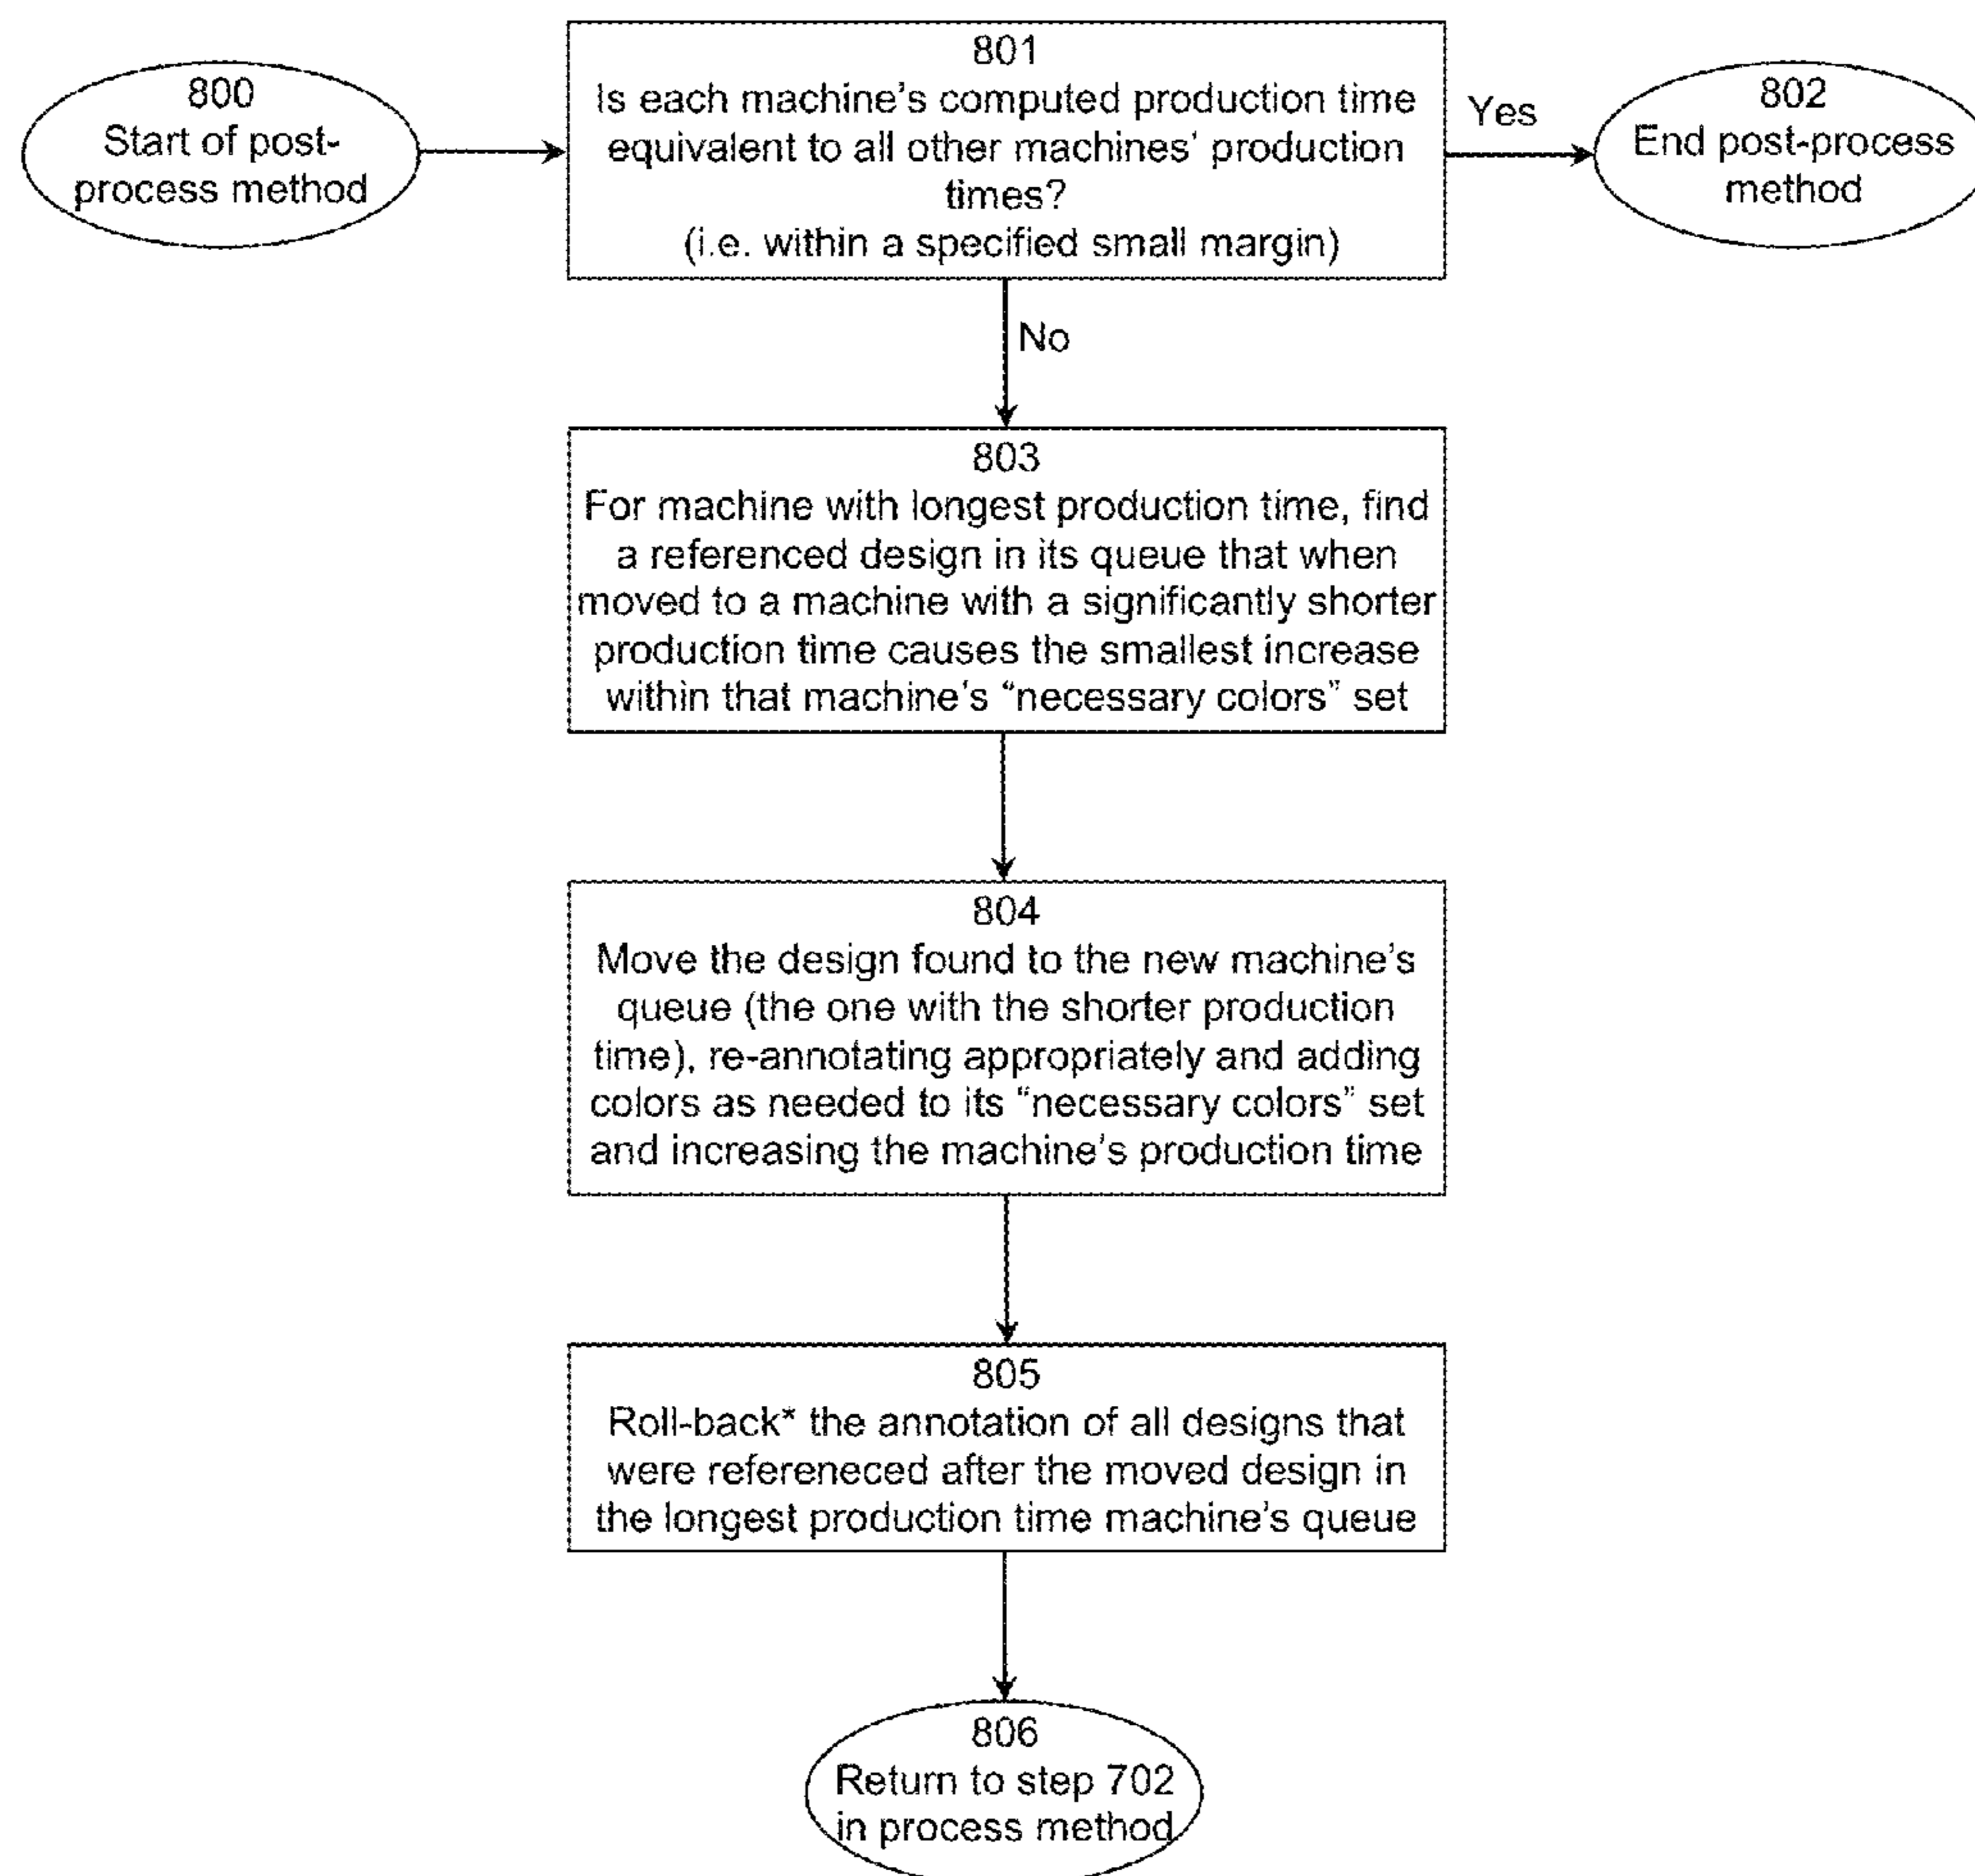 800
Start of post-
process method
801
Is each machine's computed production time
equivalent to all other machines' production
times?
(i.e. within a specified small margin)
Yes
802
End post-process
method
No
803
For machine with longest production time, find
a referenced design in its queue that when
moved to a machine with a significantly shorter
production time causes the smallest increase
within that machine's “necessary colors” set
804
Move the design found to the new machine's
queue (the one with the shorter production
time), re-annotating appropriately and adding
colors as needed to its “necessary colors” set
and increasing the machine's production time
805
Roll-back* the annotation of all designs that
were refereneced after the moved design in
the longest production time machine's queue
806
Return to step 702
in process method